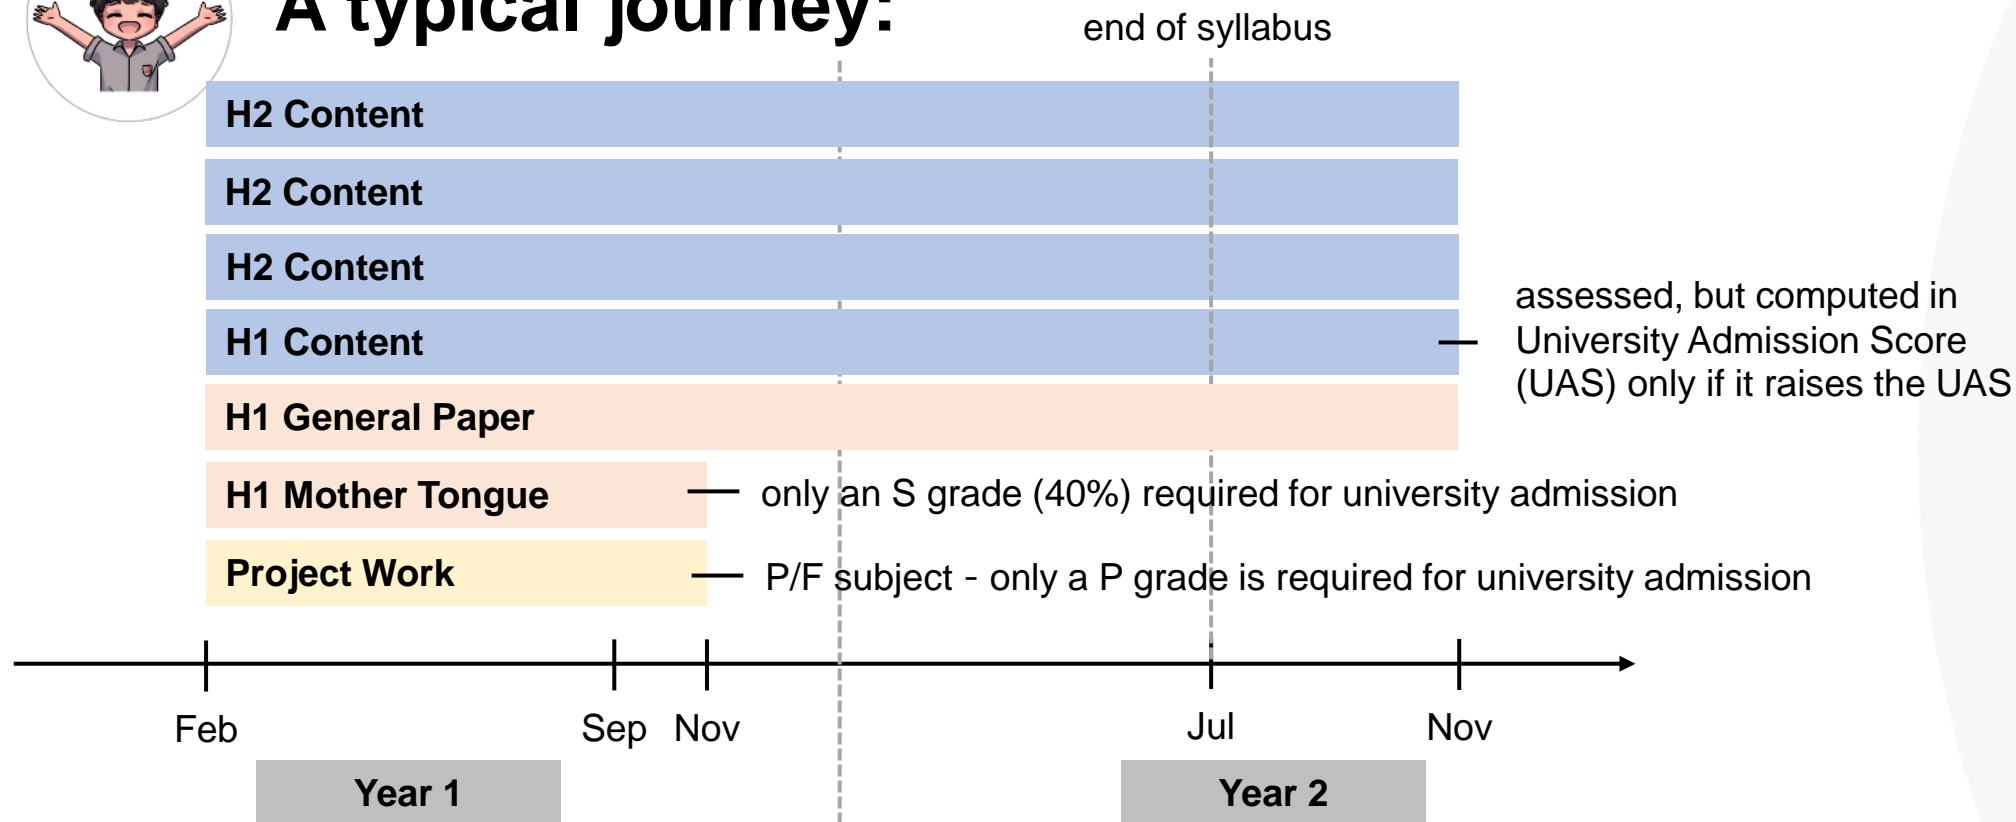 A typical journey:
end of syllabus
H2 Content
H2 Content
H2 Content
H1 Content
assessed, but computed in
University Admission Score
(UAS) only if it raises the UAS
H1 General Paper
H1 Mother Tongue
only an S grade (40%) required for university admission
Project Work
P/F subject - only a P grade is required for university admission
Feb
Sep
Nov
Jul
Nov
Year 1
Year 2